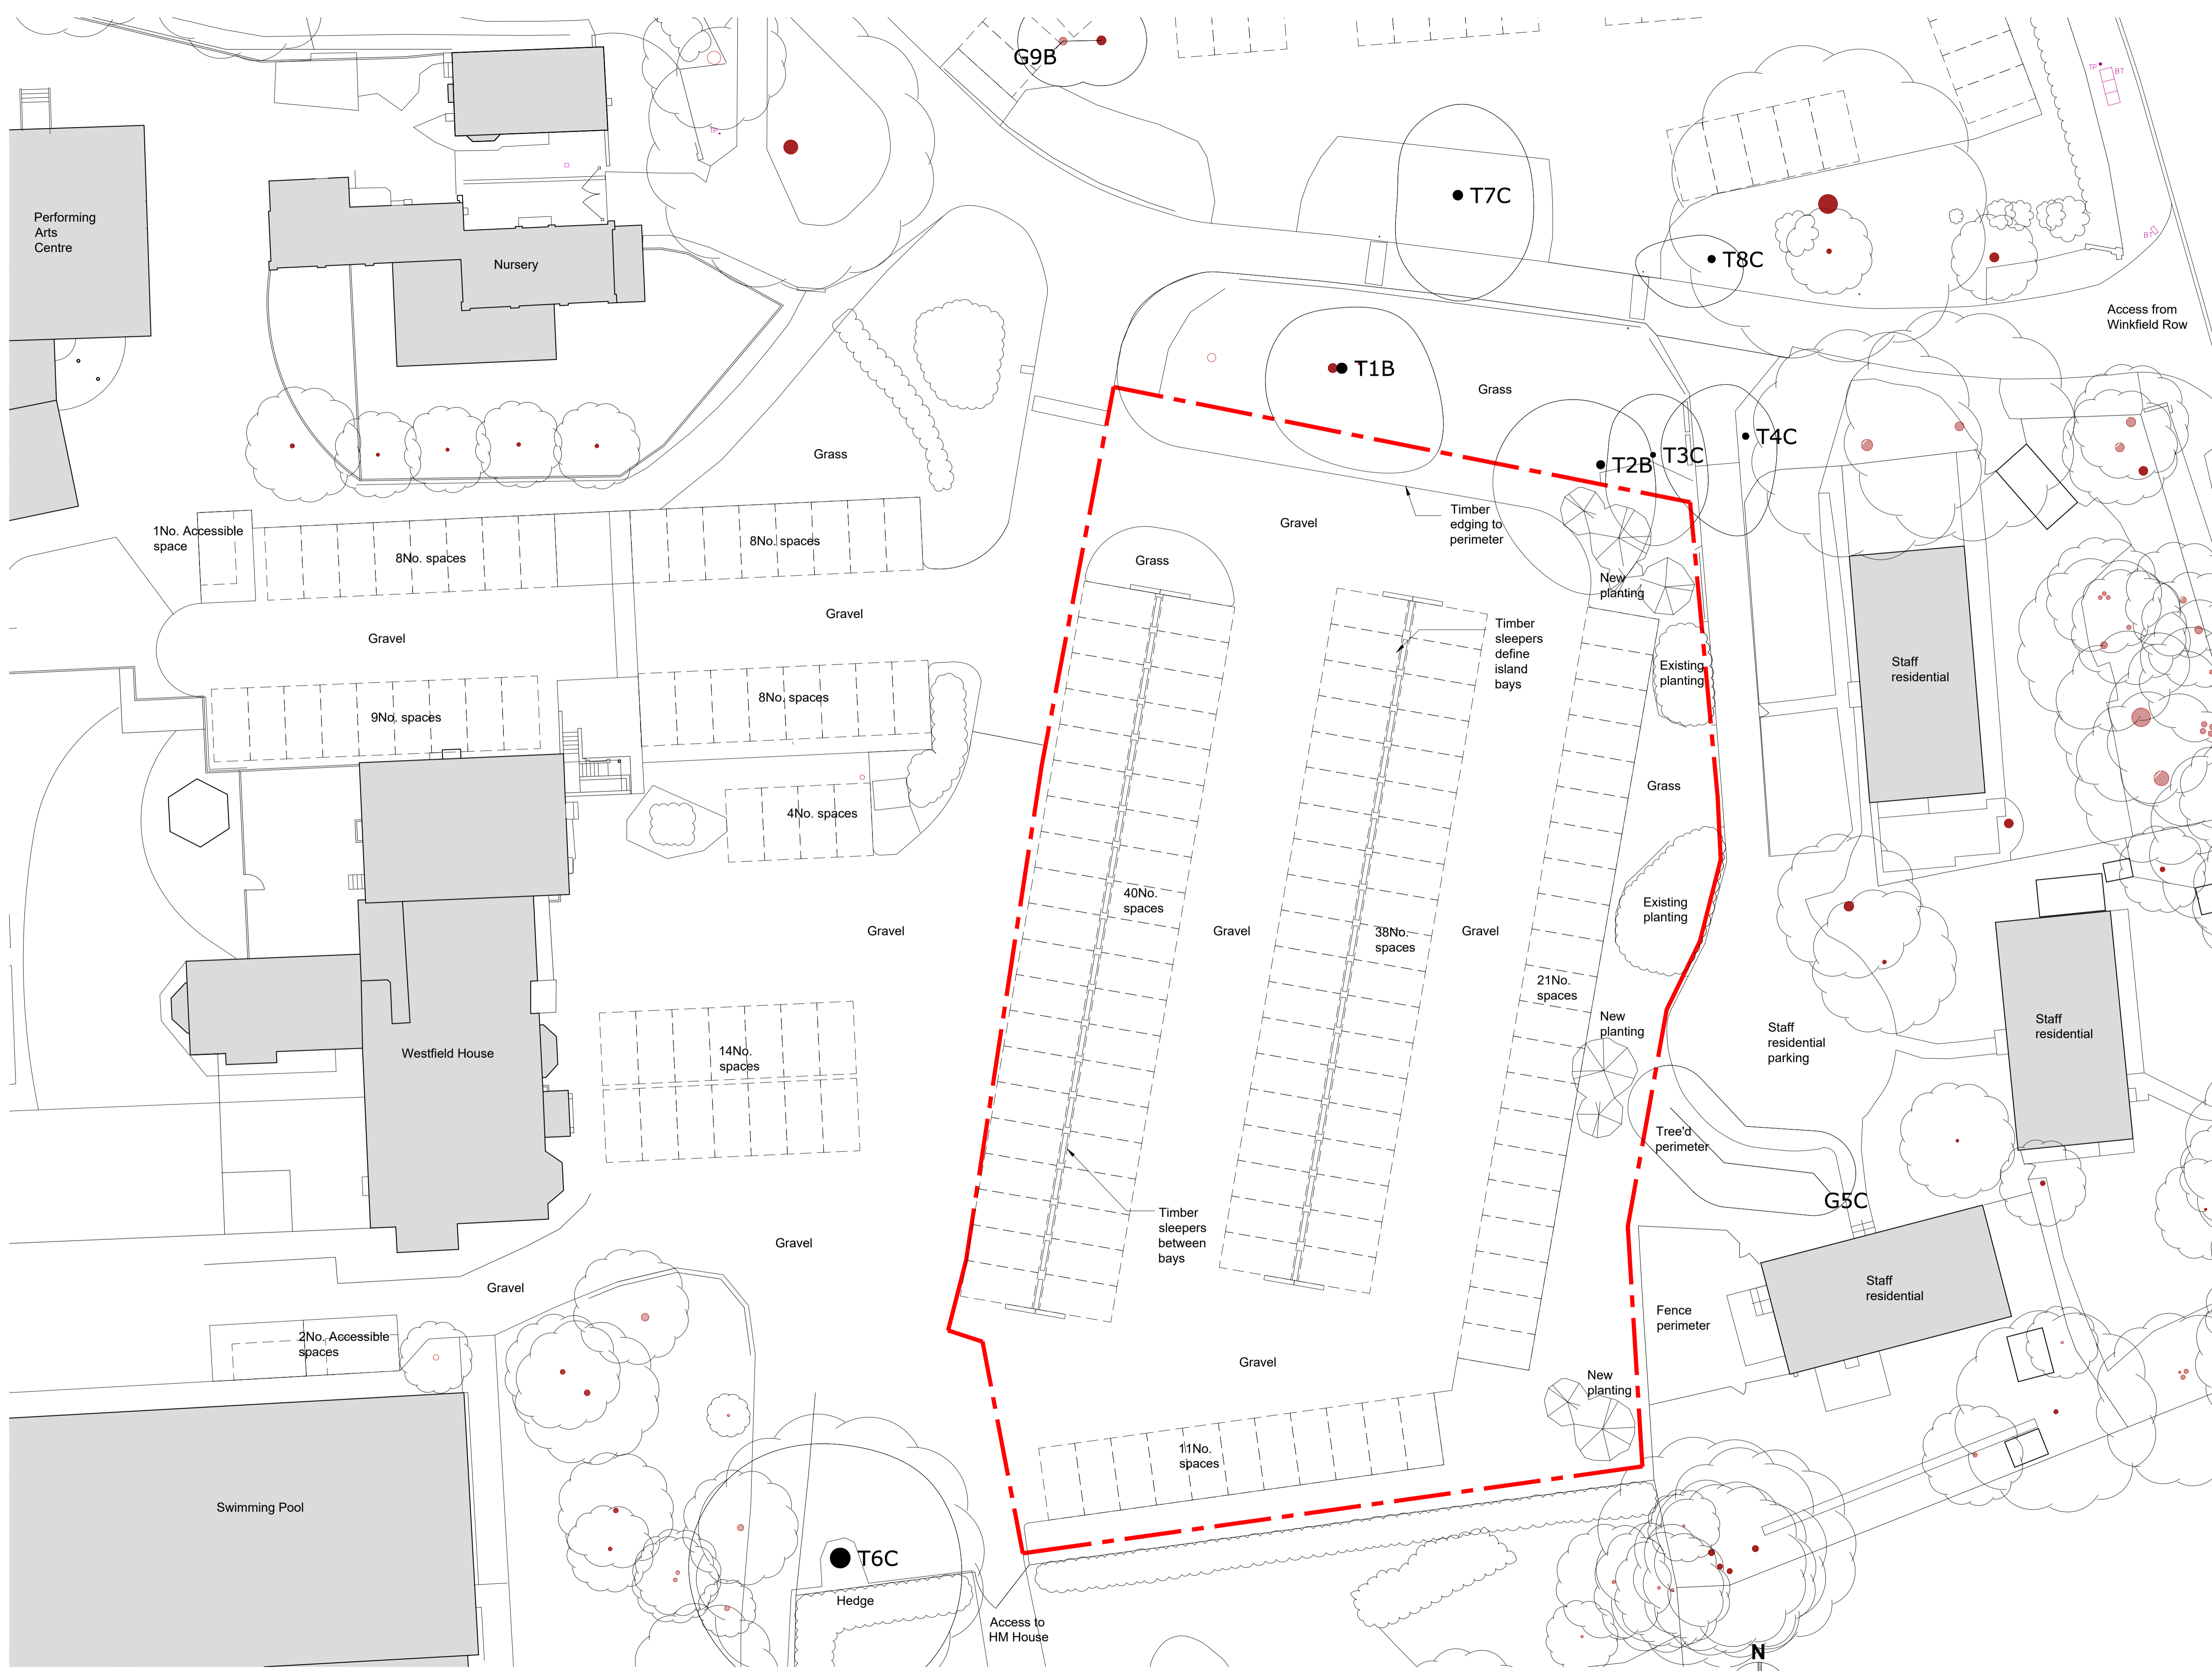 G9B
TP
BT
TP
T7C
Performing
Arts
Centre
BT
Nursery
T8C
Access from
Winkfield Row
T1B
Grass
T4C
Grass
T2B
T3C
Timber
edging to
perimeter
Gravel
1No. Accessible
space
8No. spaces
8No. spaces
Grass
New
planting
Gravel
Gravel
Timber
sleepers
define
island
bays
Existing
planting
Staff
residential
9No. spaces
8No. spaces
4No. spaces
Grass
40No.
spaces
Existing
planting
Gravel
Gravel
38No.
spaces
Gravel
21No.
spaces
New
planting
Staff
residential
parking
Staff
residential
Westfield House
14No.
spaces
Tree'd
perimeter
G5C
Timber
sleepers
between
bays
Gravel
Gravel
Staff
residential
Fence
perimeter
2No. Accessible
spaces
Gravel
New
planting
11No.
spaces
Swimming Pool
T6C
Hedge
Access to
HM House
N